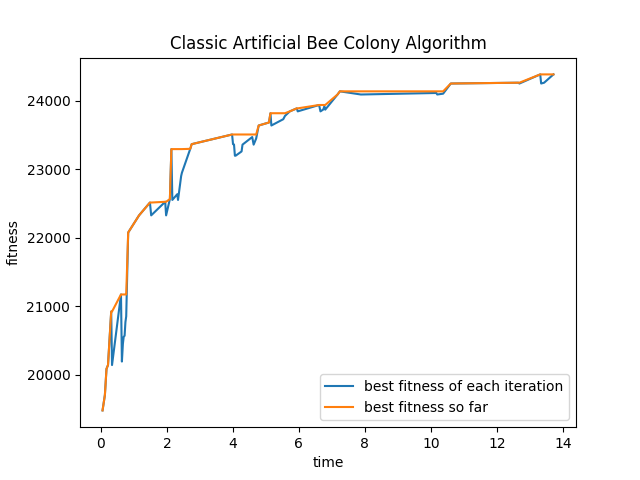 Classic Artificial Bee Colony Algorithm
fitness
24000
23000
22000
21000
20000
best fitness of each iteration
best fitness so far
0 2 4 6 8 10 12 14
time